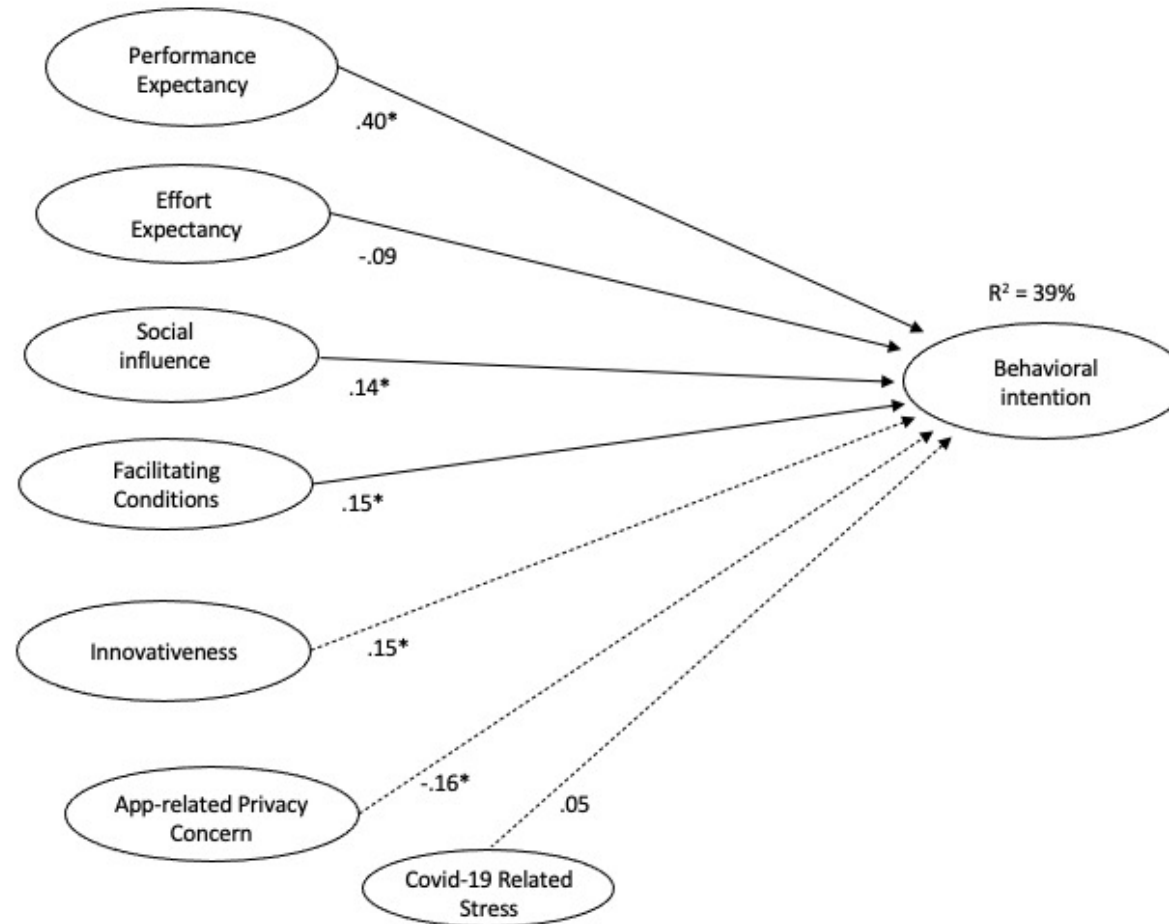 Performance
Expectancy
.40*
Effort
Expectancy
-.09
R² = 39%
Social
influence
.14*
Behavioral
intention
Facilitating
Conditions
.15*
Innovativeness
.15*
App-related Privacy
Concern
-.16*
.05
Covid-19 Related
Stress